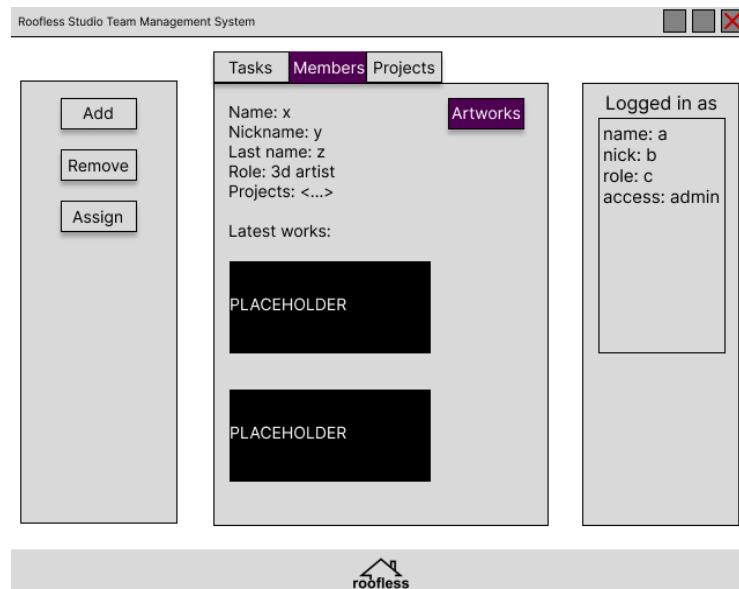 Roofless Studio Team Management System
Tasks Members Projects
Add
Remove
Assign
Name: x
Nickname: y
Last name: z
Role: 3d artist
Projects: <...>
Artworks
Latest works:
PLACEHOLDER
PLACEHOLDER
Logged in as
name: a
nick: b
role: c
access: admin
roofless